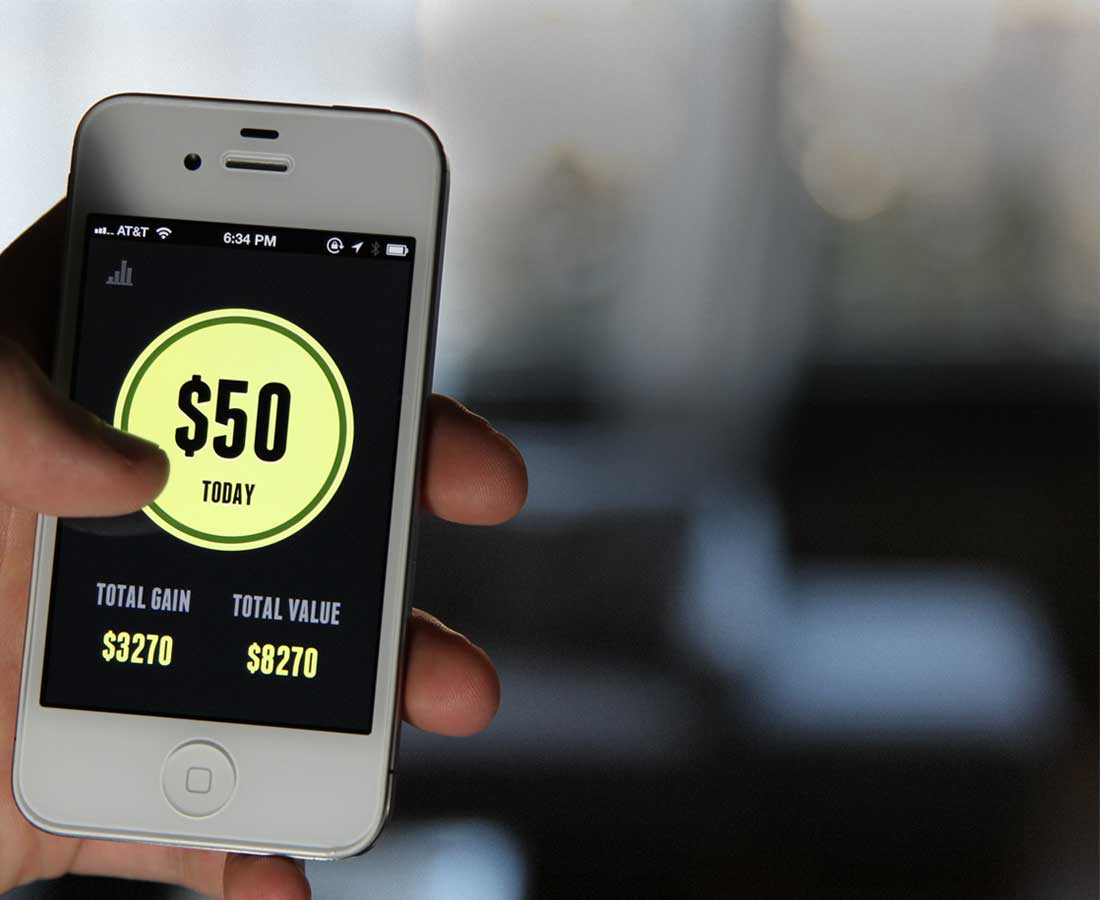 AT&T 6:34 PM
$50
TODAY
TOTAL GAIN TOTAL VALUE
$3270 $8270